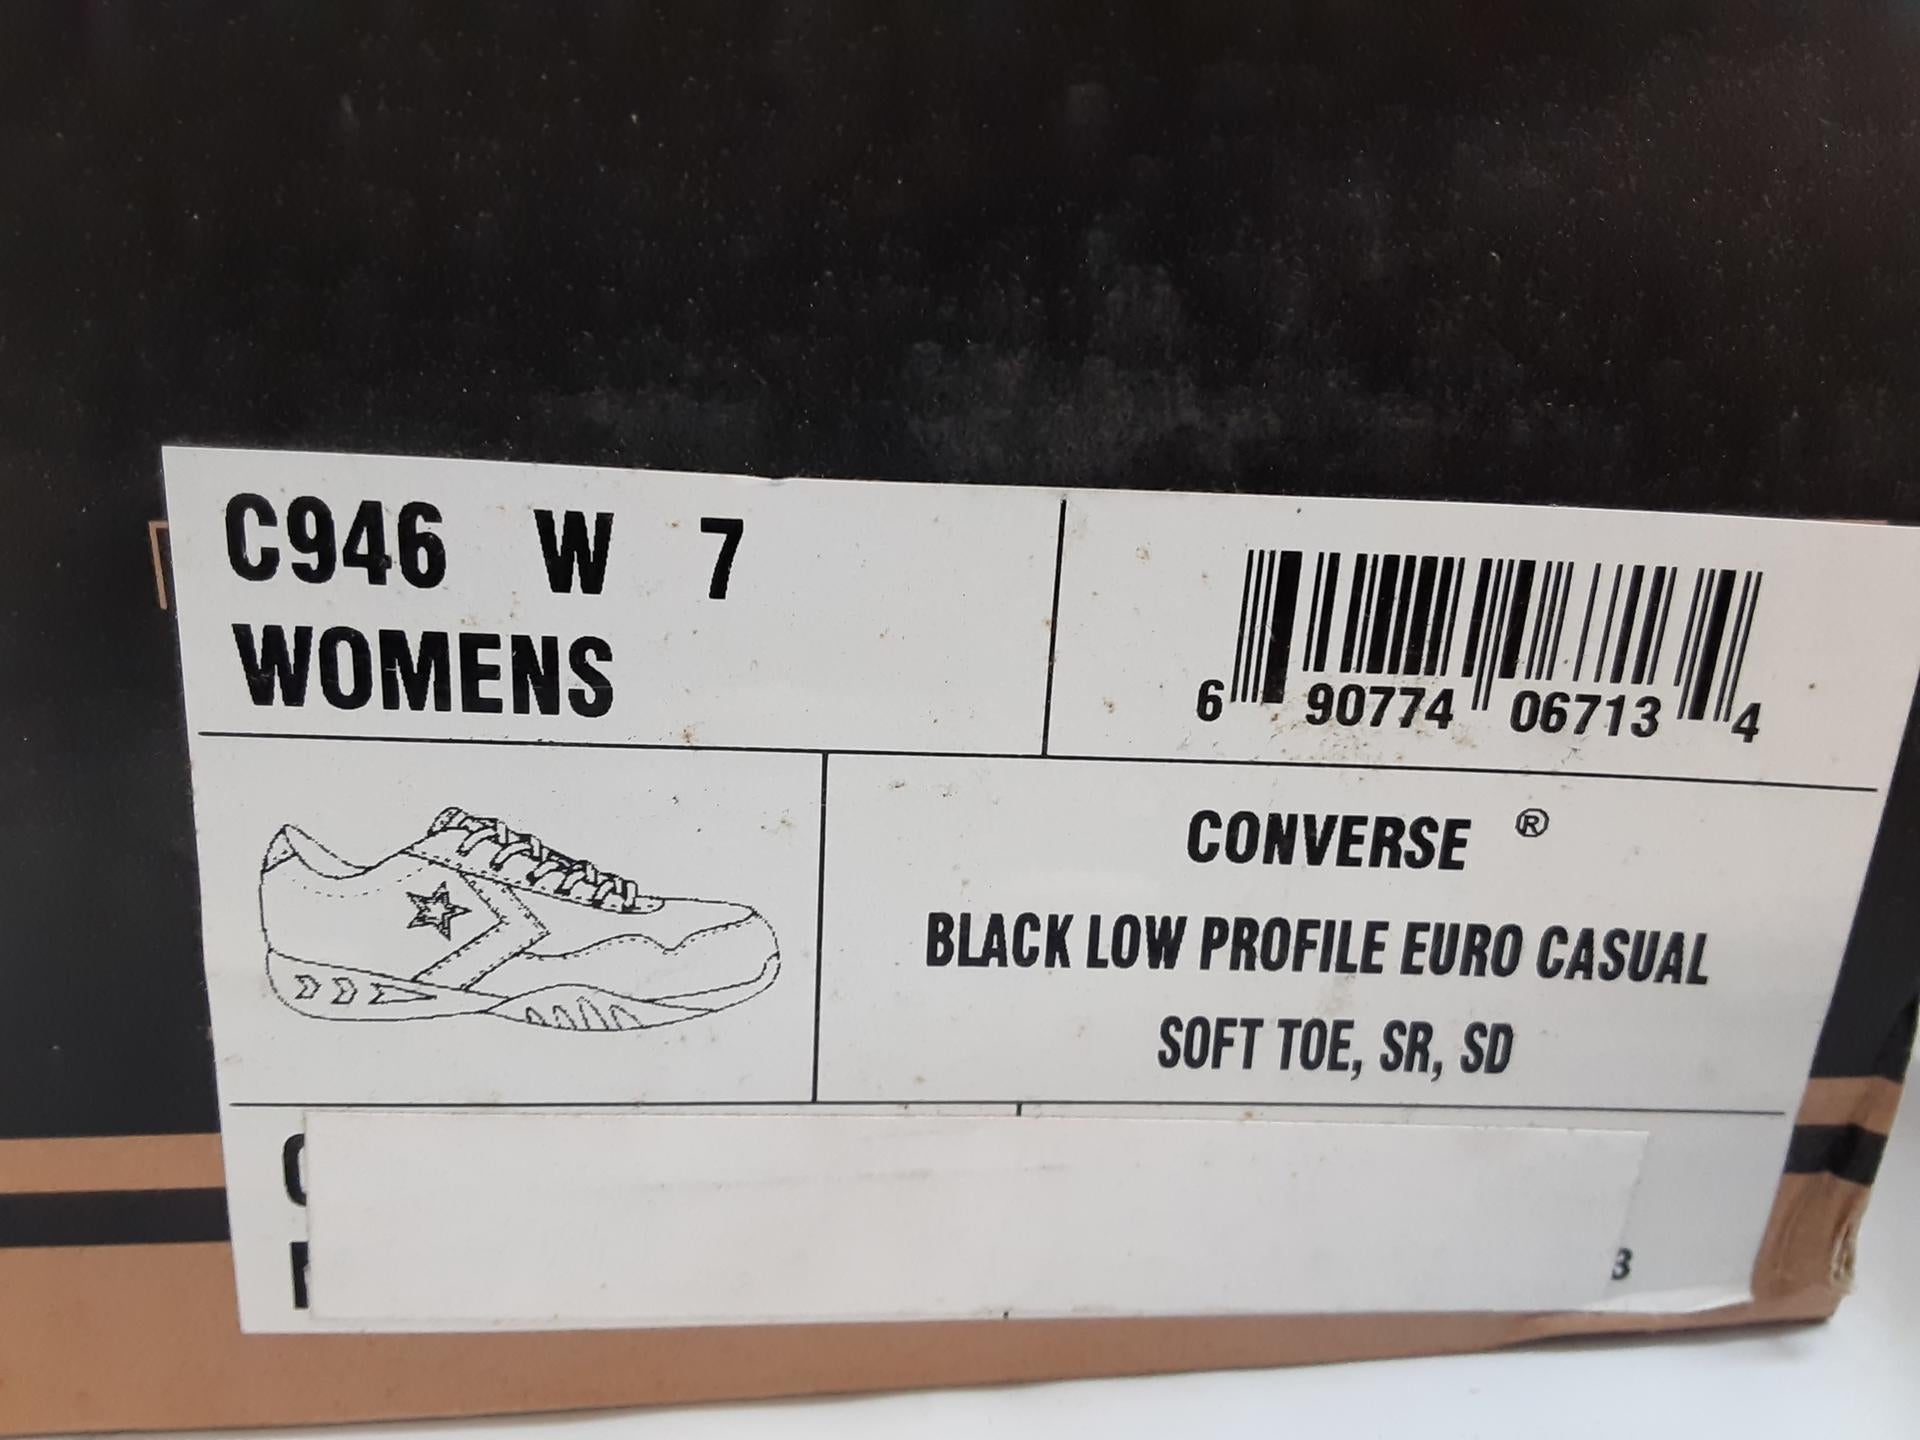 C946 W 7
WOMENS
6 90774 06713 4
CONVERSE ®
BLACK LOW PROFILE EURO CASUAL
SOFT TOE, SR, SD